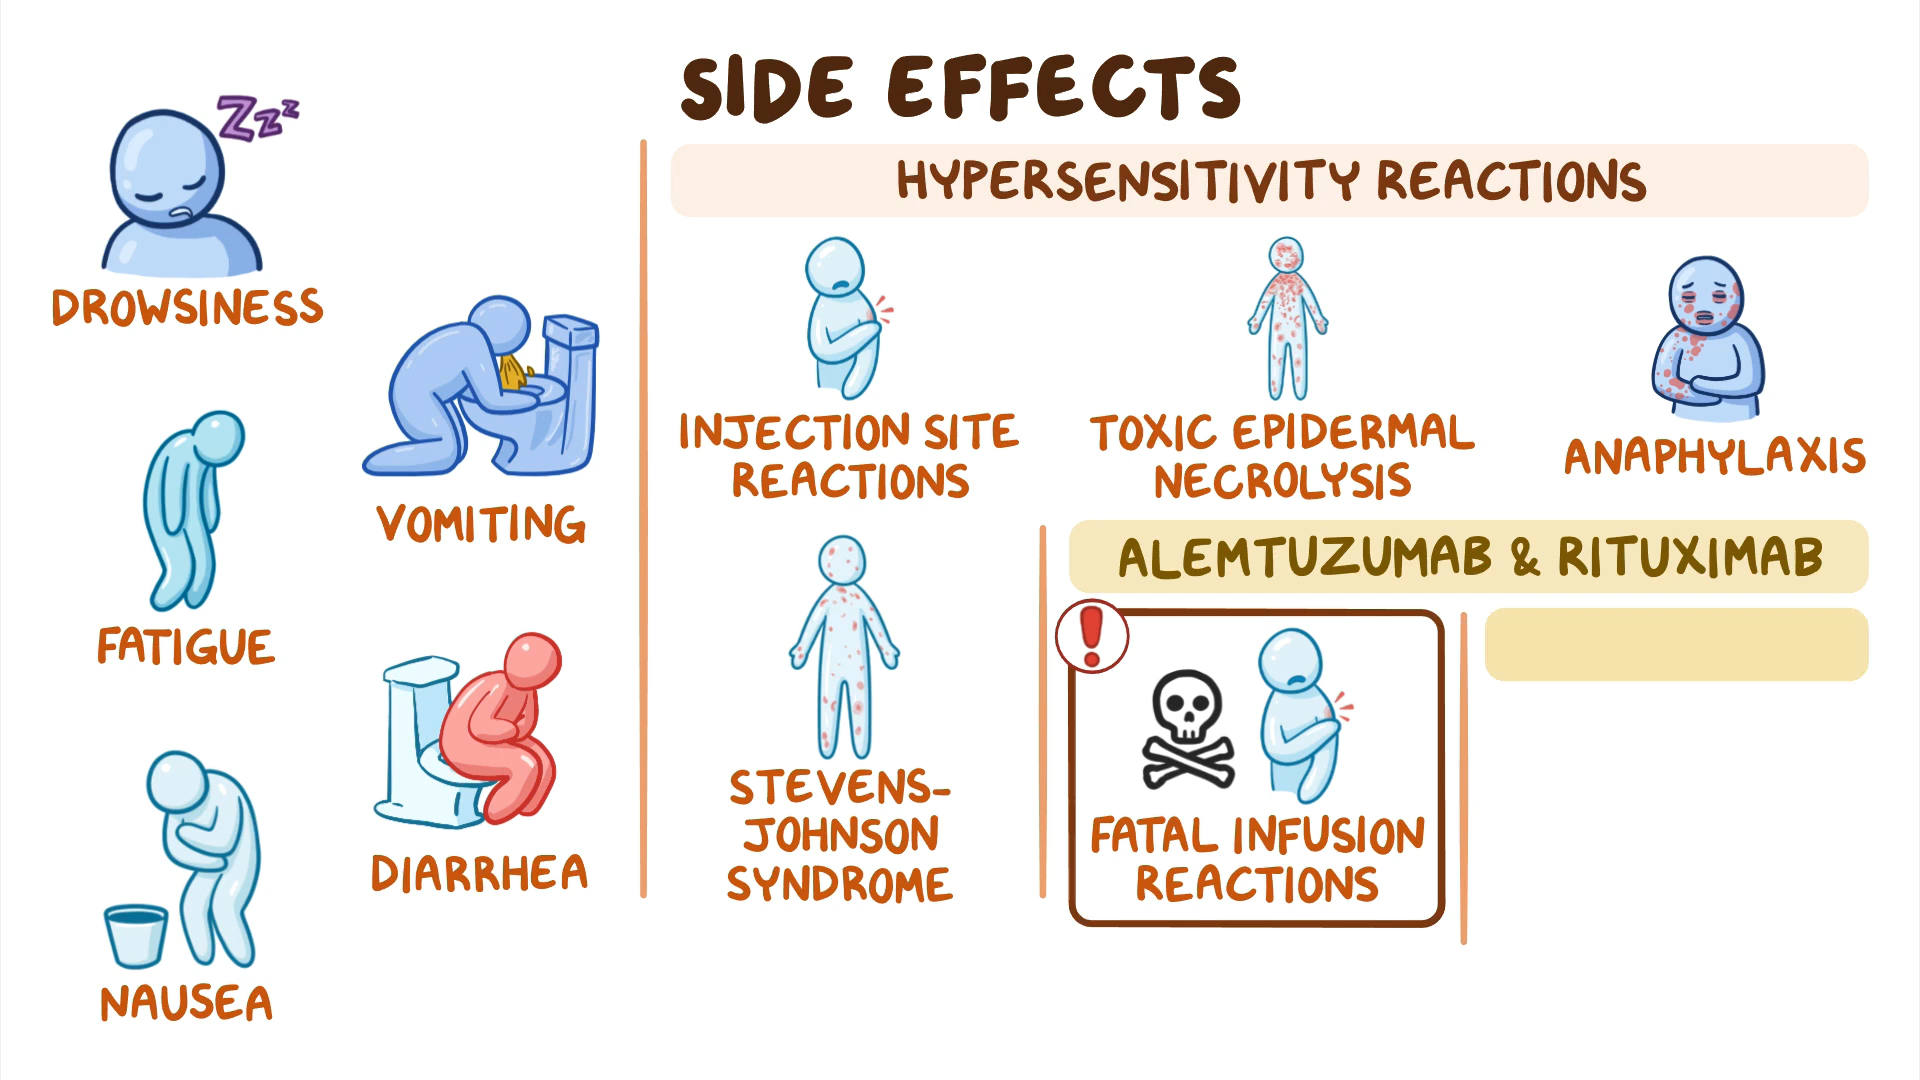 SIDE EFFECTS
Zzz
DROWSINESS
FATIGUE
NAUSEA
VOMITING
DIARRHEA
HYPERSENSITIVITY REACTIONS
INJECTION SITE
REACTIONS
TOXIC EPIDERMAL
NECROLYSIS
ANAPHYLAXIS
STEVENS-
JOHNSON
SYNDROME
ALEMTUZUMAB & RITUXIMAB
!
FATAL INFUSION
REACTIONS